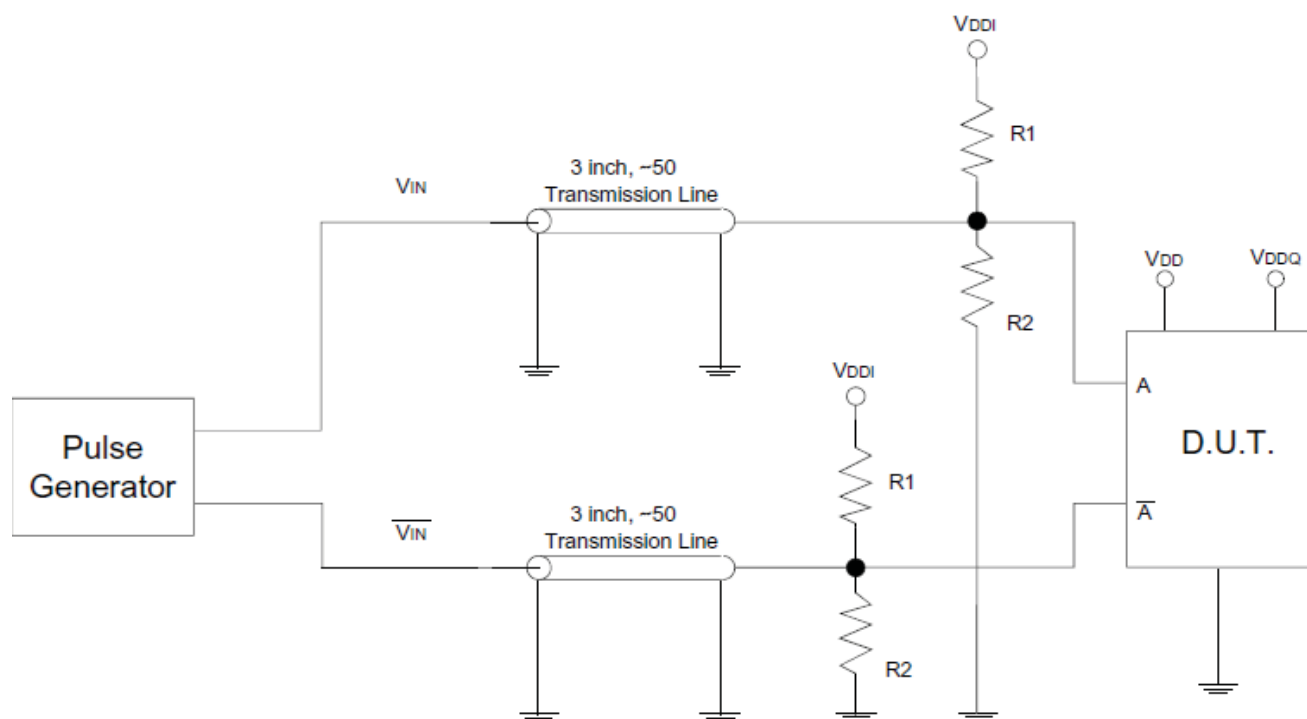 VDDI
R1
3 inch, ~50
Transmission Line
VIN
R2
VDD
VDDQ
VDDI
A
D.U.T.
Pulse
Generator
R1
A̅
3 inch, ~50
Transmission Line
V̅I̅N̅
R2